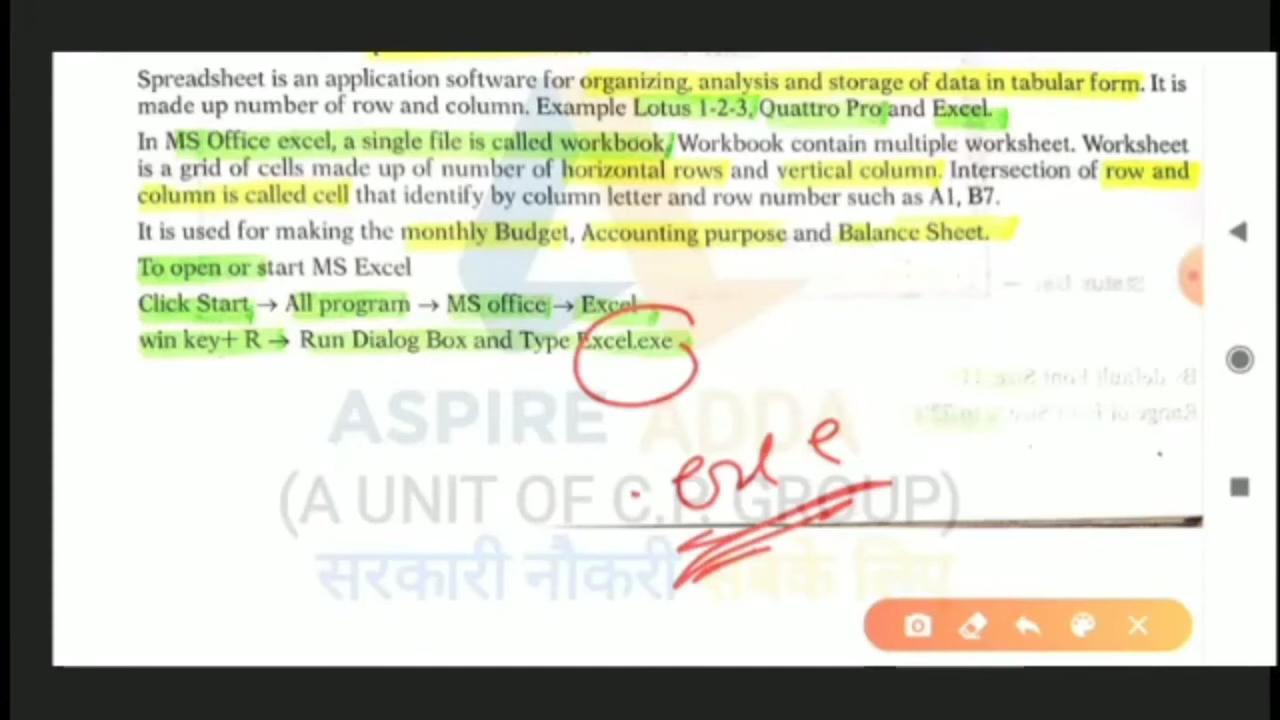 Spreadsheet is an application software for organizing, analysis and storage of data in tabular form. It is
made up number of row and column. Example Lotus 1-2-3, Quattro Pro and Excel.
In MS Office excel, a single file is called workbook, Workbook contain multiple worksheet. Worksheet
is a grid of cells made up of number of horizontal rows and vertical column. Intersection of row and
column is called cell that identify by column letter and row number such as A1, B7.
It is used for making the monthly Budget, Accounting purpose and Balance Sheet.
To open or start MS Excel
Click Start → All program → MS office → Excel
win key+ R → Run Dialog Box and Type Excel.exe
ASPIRE ADDA
. exe
(A UNIT OF C.P. GROUP)
सरकारी नौकरी सबके लिए